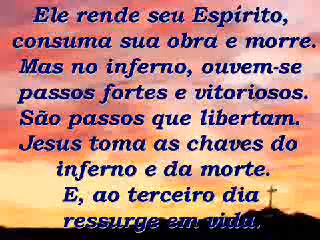 Ele rende seu Espírito,
consuma sua obra e morre.
Mas no inferno, ouvem-se
passos fortes e vitoriosos.
São passos que libertam.
Jesus toma as chaves do
inferno e da morte.
E, ao terceiro dia
ressurge em vida.